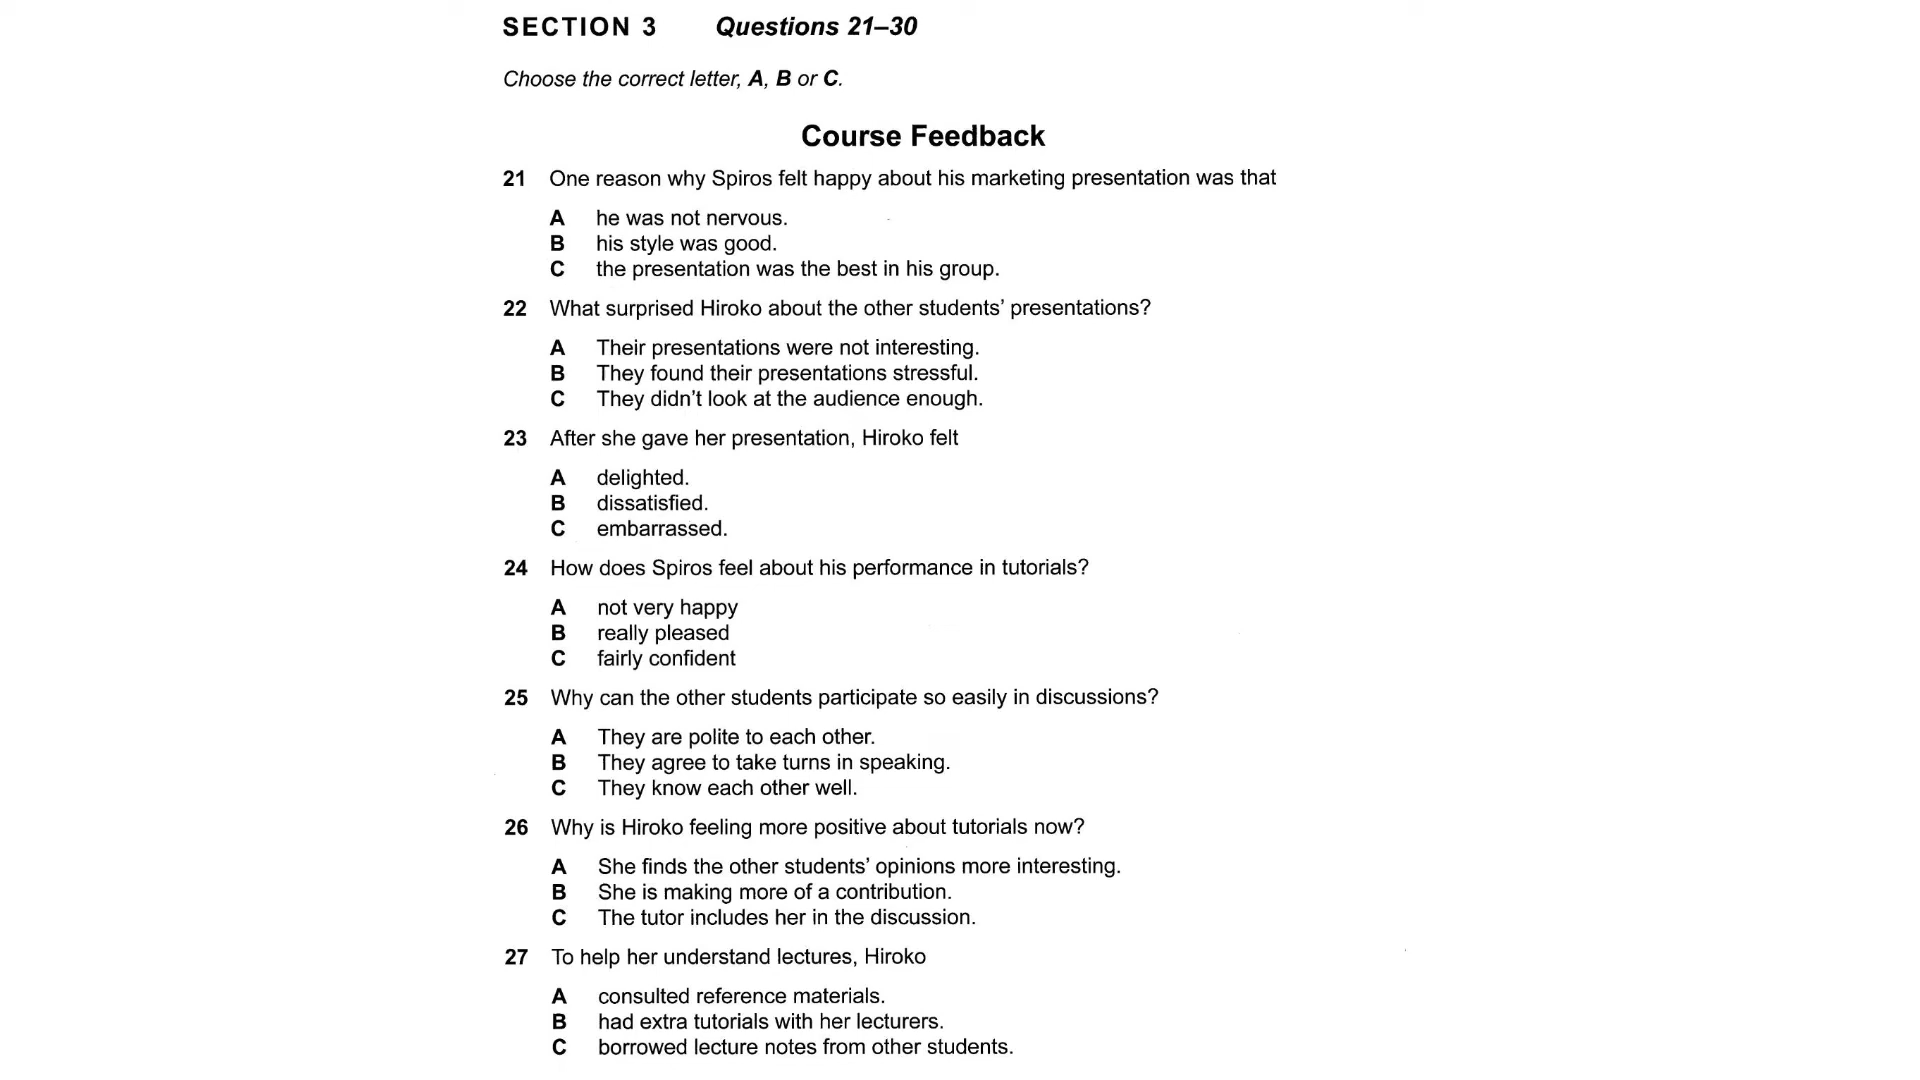 SECTION 3 Questions 21–30
Choose the correct letter, A, B or C.
Course Feedback
21 One reason why Spiros felt happy about his marketing presentation was that
A he was not nervous.
B his style was good.
C the presentation was the best in his group.
22 What surprised Hiroko about the other students' presentations?
A Their presentations were not interesting.
B They found their presentations stressful.
C They didn't look at the audience enough.
23 After she gave her presentation, Hiroko felt
A delighted.
B dissatisfied.
C embarrassed.
24 How does Spiros feel about his performance in tutorials?
A not very happy
B really pleased
C fairly confident
25 Why can the other students participate so easily in discussions?
A They are polite to each other.
B They agree to take turns in speaking.
C They know each other well.
26 Why is Hiroko feeling more positive about tutorials now?
A She finds the other students' opinions more interesting.
B She is making more of a contribution.
C The tutor includes her in the discussion.
27 To help her understand lectures, Hiroko
A consulted reference materials.
B had extra tutorials with her lecturers.
C borrowed lecture notes from other students.